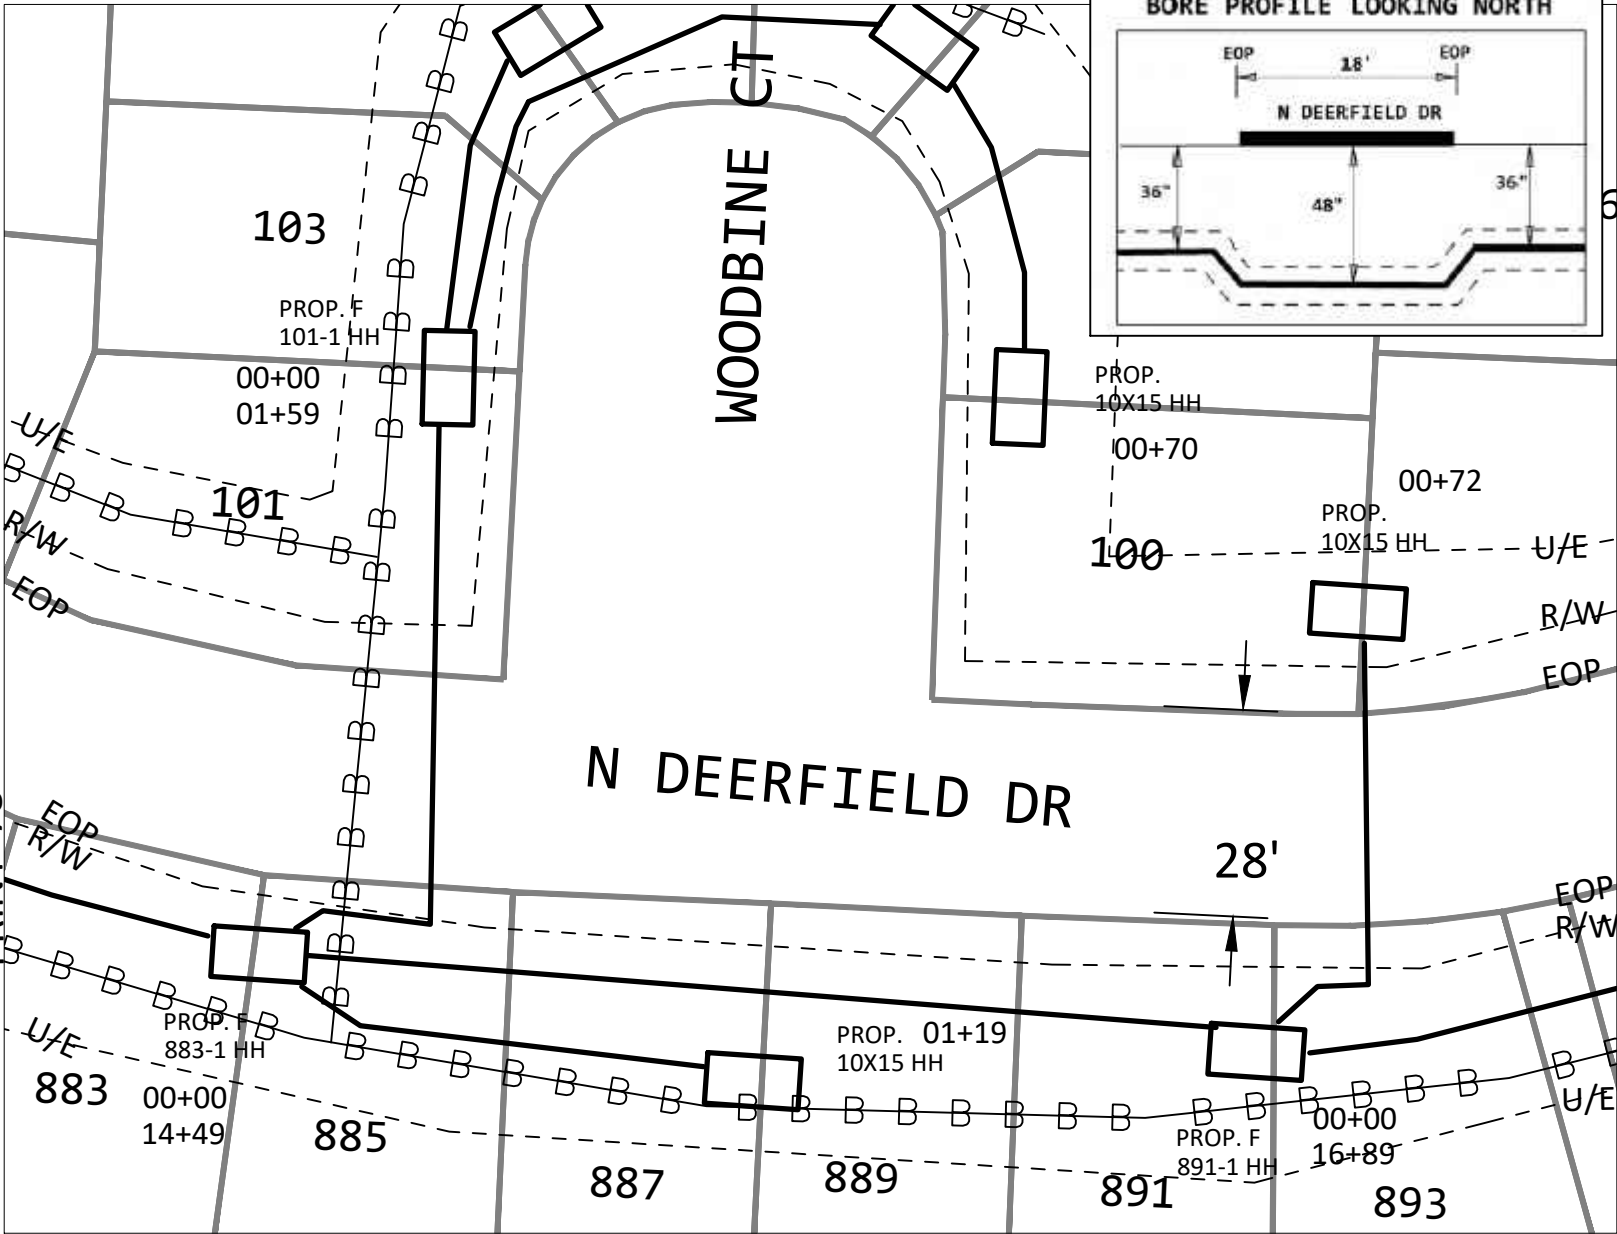 BORE PROFILE LOOKING NORTH
EOP
EOP
18'
N DEERFIELD DR
36"
48"
36"
B
B
B
B
B
B
6
103
WOODBINE CT
PROP. F
101-1 HH
00+00
01+59
PROP.
10X15 HH
00+70
00+72
PROP.
10X15 HH
U/E
101
100
U/E
R/W
R/W
EOP
EOP
N DEERFIELD DR
28'
EOP
R/W
EOP
R/W
PROP. F
883-1 HH
U/E
883
00+00
14+49
885
PROP. 01+19
10X15 HH
887
889
PROP. F
891-1 HH
00+00
16+89
U/E
891
893